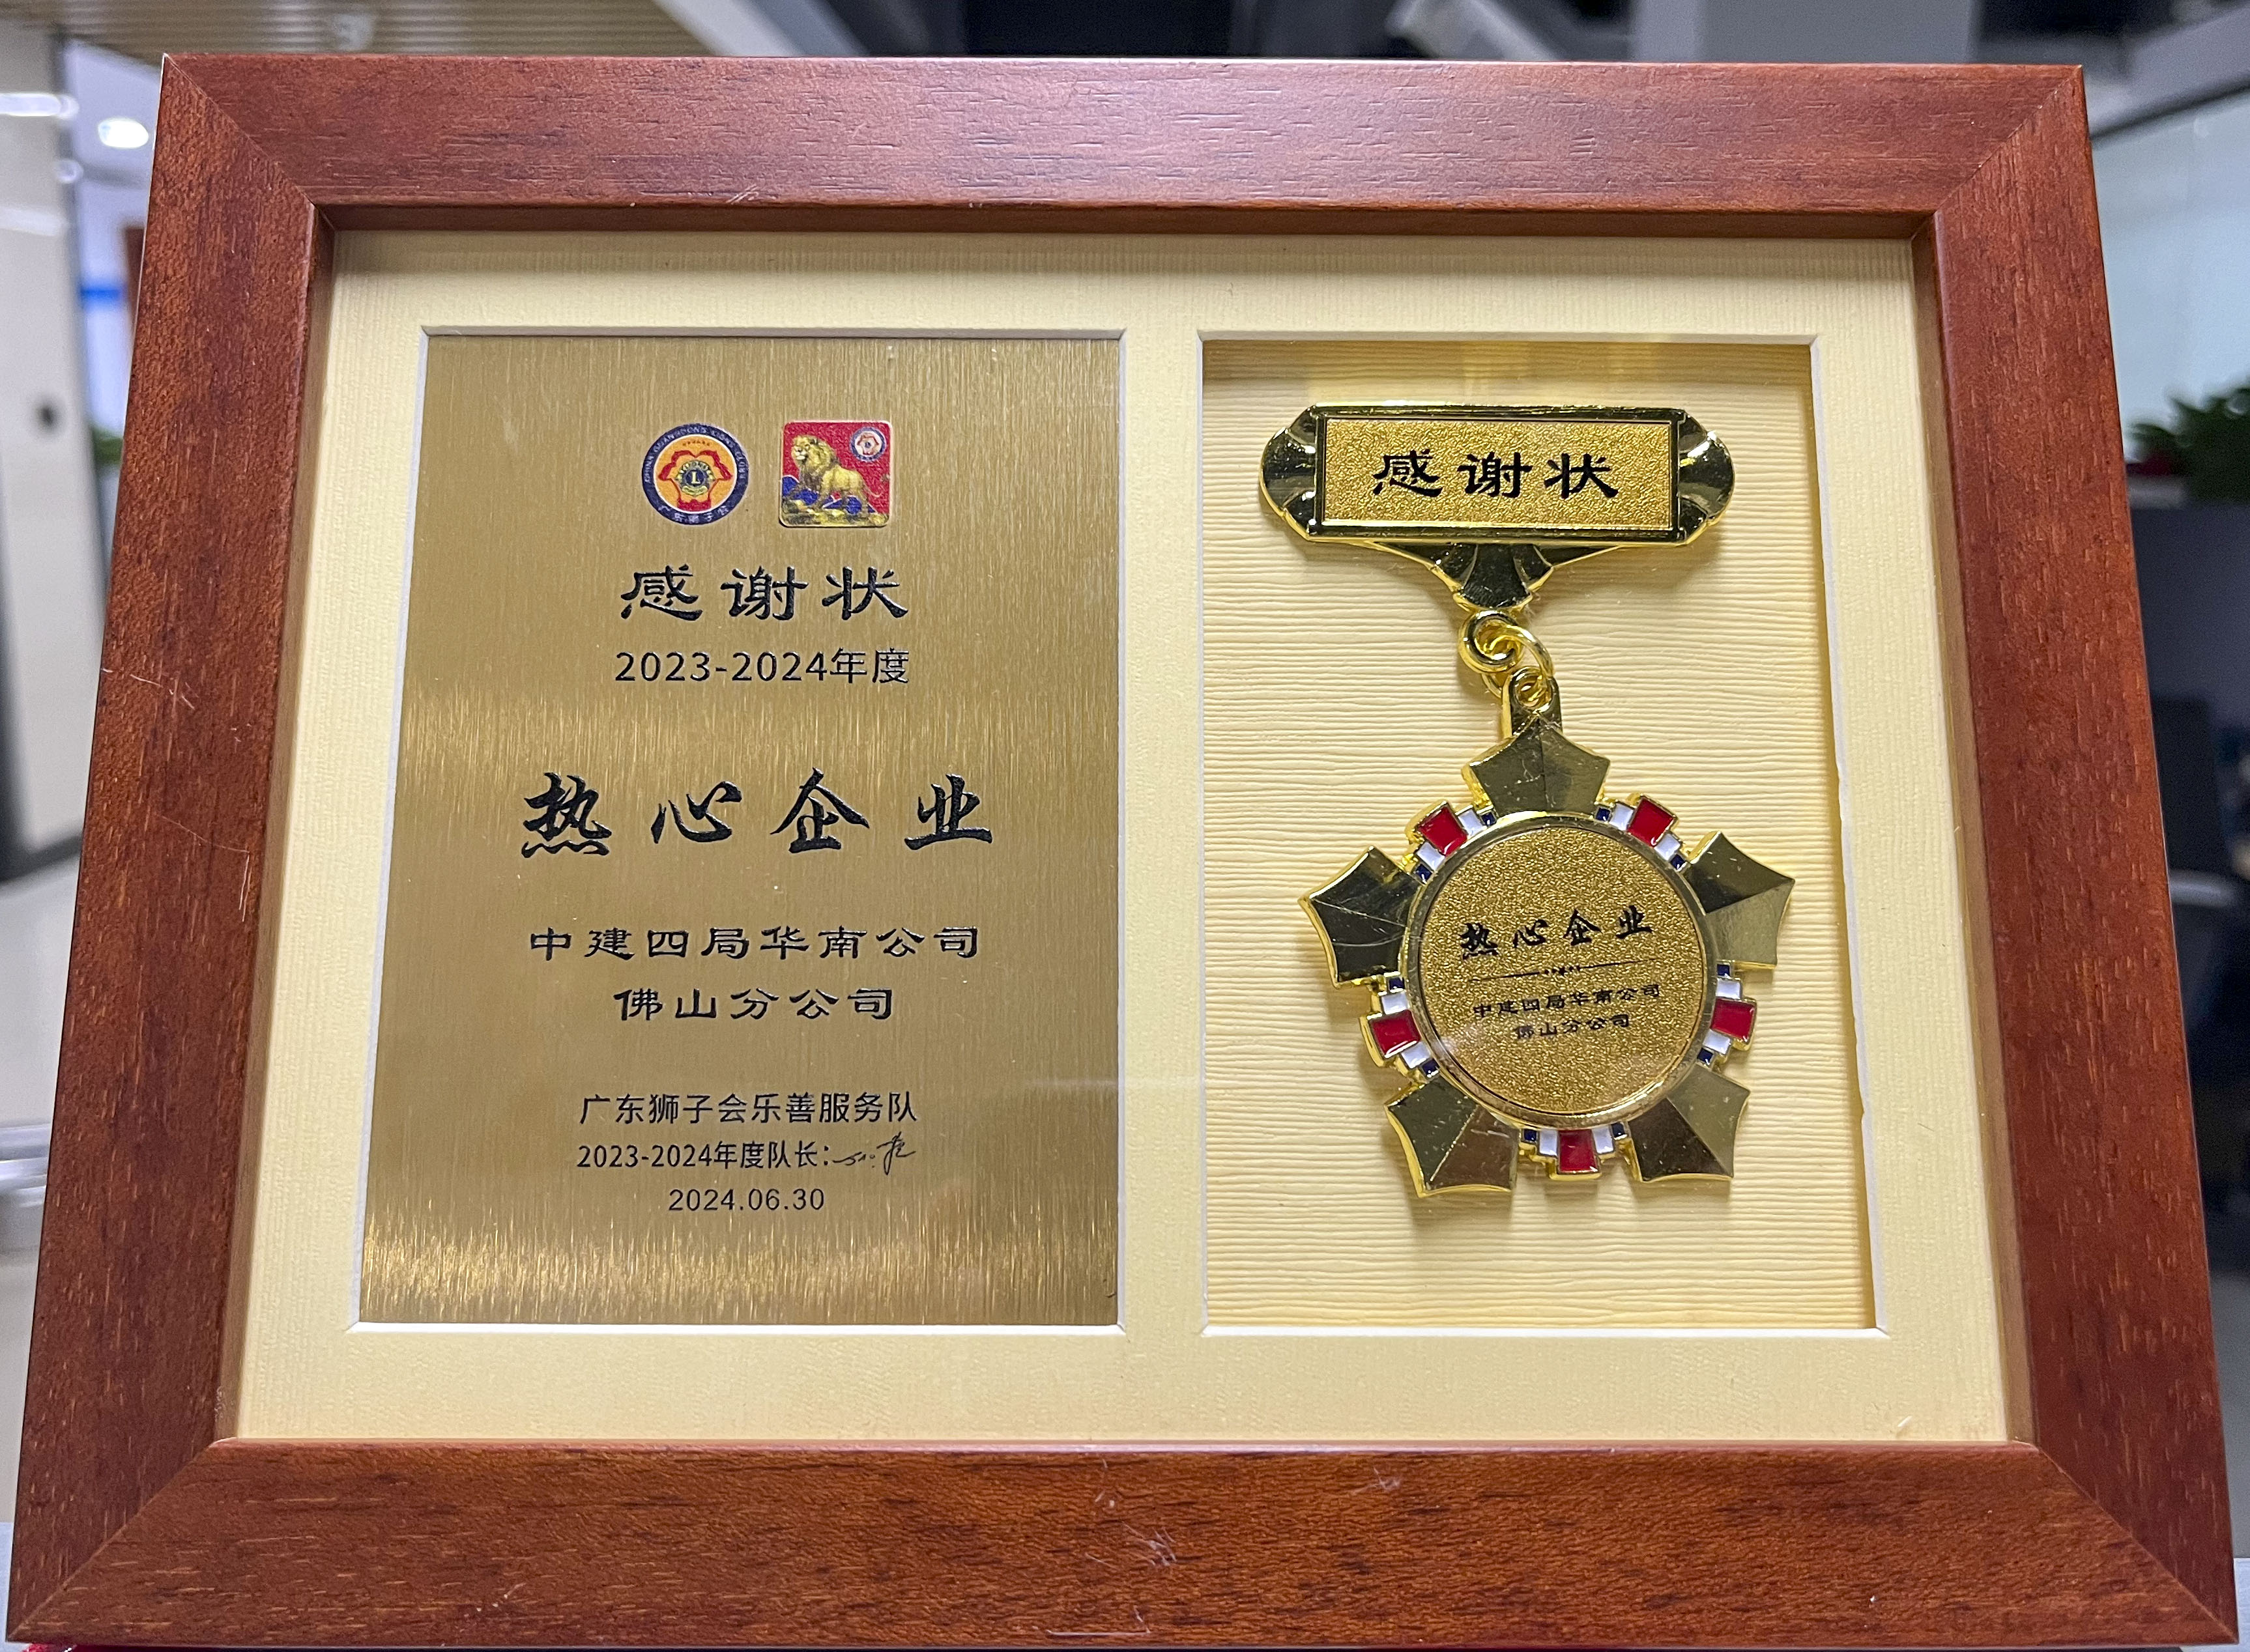 感谢状
2023-2024年度
热心企业
中建四局华南公司
佛山分公司
广东狮子会乐善服务队
2023-2024年度队长:
2024.06.30
感谢状
热心企业
中建四局华南公司
佛山分公司